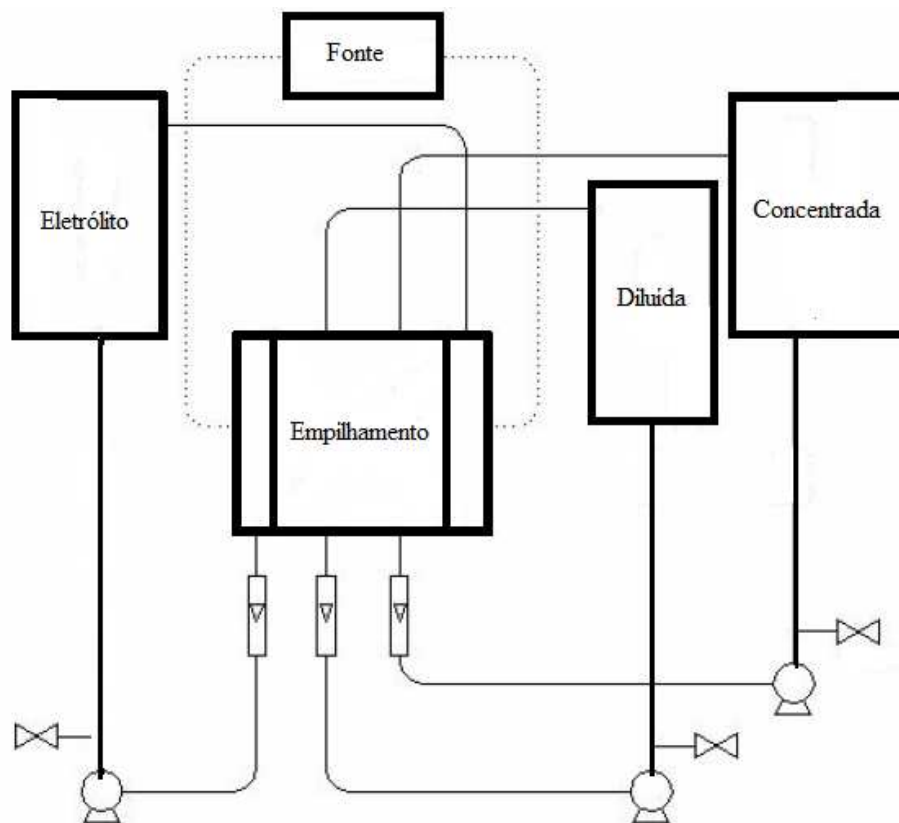 Fonte
Eletrólito
Concentrada
Diluída
Empilhamento